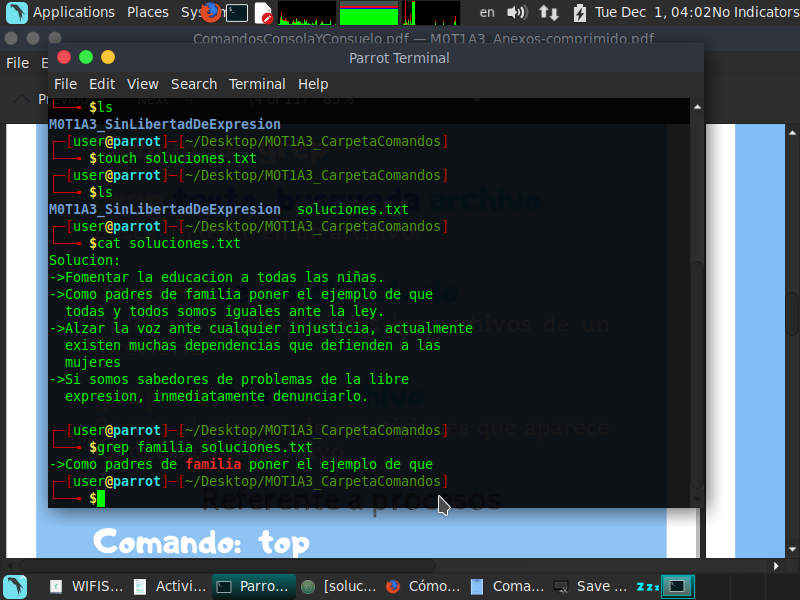 Applications Places Sys
en
Tue Dec 1, 04:02 No Indicators
ComandosConsolaYConsuelo.pdf — M0T1A3_Anexos-comprimido.pdf
File E
Parrot Terminal
File Edit View Search Terminal Help
$ls
M0T1A3_SinLibertadDeExpresion
[user@parrot]─[~/Desktop/MOT1A3_CarpetaComandos]
$touch soluciones.txt
[user@parrot]─[~/Desktop/MOT1A3_CarpetaComandos]
$ls
M0T1A3_SinLibertadDeExpresion soluciones.txt
[user@parrot]─[~/Desktop/MOT1A3_CarpetaComandos]
$cat soluciones.txt
Solucion:
->Fomentar la educacion a todas las niñas.
->Como padres de familia poner el ejemplo de que
todas y todos somos iguales ante la ley.
->Alzar la voz ante cualquier injusticia, actualmente
existen muchas dependencias que defienden a las
mujeres
->Si somos sabedores de problemas de la libre
expresion, inmediatamente denunciarlo.
[user@parrot]─[~/Desktop/MOT1A3_CarpetaComandos]
$grep familia soluciones.txt
->Como padres de familia poner el ejemplo de que
[user@parrot]─[~/Desktop/MOT1A3_CarpetaComandos]
$
Referente a procesos
Comando: top
WIFIS... Activi... Parro... [soluc... Cómo... Coma... Save ... zzz